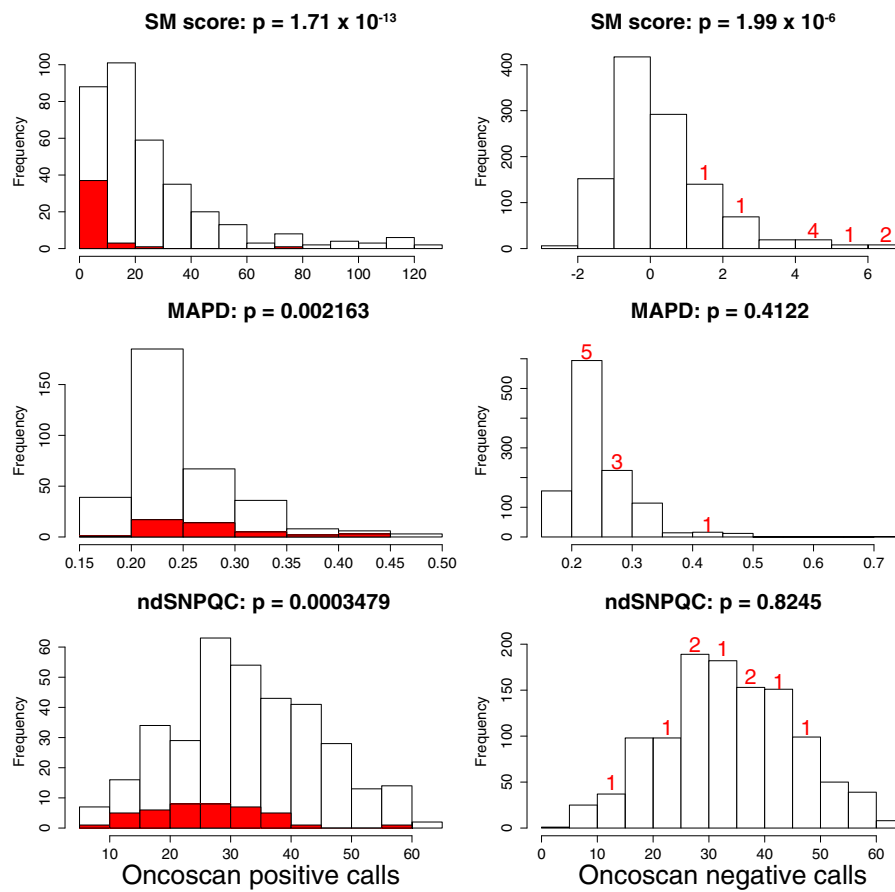 SM score: p = 1.71 x 10-13
Frequency
0 20 40 60 80 100
0 20 40 60 80 100 120
SM score: p = 1.99 x 10-6
Frequency
0 100 200 300 400
1 1 4 1 2
-2 0 2 4 6
MAPD: p = 0.002163
Frequency
0 50 100 150
0.15 0.20 0.25 0.30 0.35 0.40 0.45 0.50
MAPD: p = 0.4122
Frequency
0 100 300 500
5 3 1
0.2 0.3 0.4 0.5 0.6 0.7
ndSNPQC: p = 0.0003479
Frequency
0 10 20 30 40 50 60
10 20 30 40 50 60
Oncoscan positive calls
ndSNPQC: p = 0.8245
Frequency
0 50 100 150 200
1 1 2 1 2 1 1
0 10 20 30 40 50 60
Oncoscan negative calls